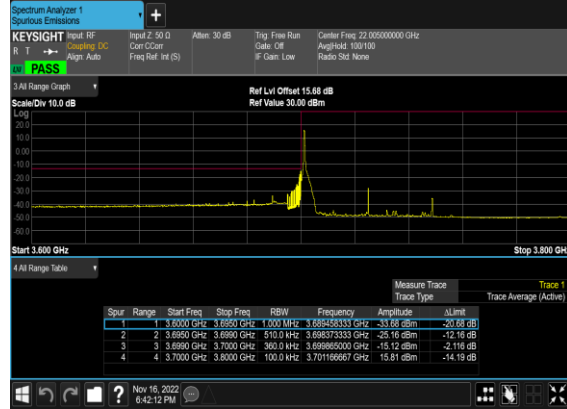 Spectrum Analyzer 1
Spurious Emissions
+
KEYSIGHT Input: RF Input Z: 50 Ω Atten: 30 dB Trig: Free Run Center Freq: 22.005000000 GHz
R T Coupling: DC Corr CCorr Gate: Off Avg|Hold: 100/100
Align: Auto Freq Ref: Int (S) IF Gain: Low Radio Std: None
PASS
3 All Range Graph Ref Lvl Offset 15.68 dB
Scale/Div 10.0 dB Ref Value 30.00 dBm
Log
20.0
10.0
0.00
-10.0
-20.0
-30.0
-40.0
-50.0
-60.0
Start 3.600 GHz Stop 3.800 GHz
4 All Range Table
Measure Trace Trace 1
Trace Type Trace Average (Active)
Spur Range Start Freq Stop Freq RBW Frequency Amplitude ΔLimit
1 1 3.6000 GHz 3.6950 GHz 1.000 MHz 3.689458333 GHz -33.68 dBm -20.68 dB
2 2 3.6950 GHz 3.6990 GHz 510.0 kHz 3.698373333 GHz -25.16 dBm -12.16 dB
3 3 3.6990 GHz 3.7000 GHz 360.0 kHz 3.699865000 GHz -15.12 dBm -2.116 dB
4 4 3.7000 GHz 3.8000 GHz 100.0 kHz 3.701166667 GHz 15.81 dBm -14.19 dB
? Nov 16, 2022
6:42:12 PM